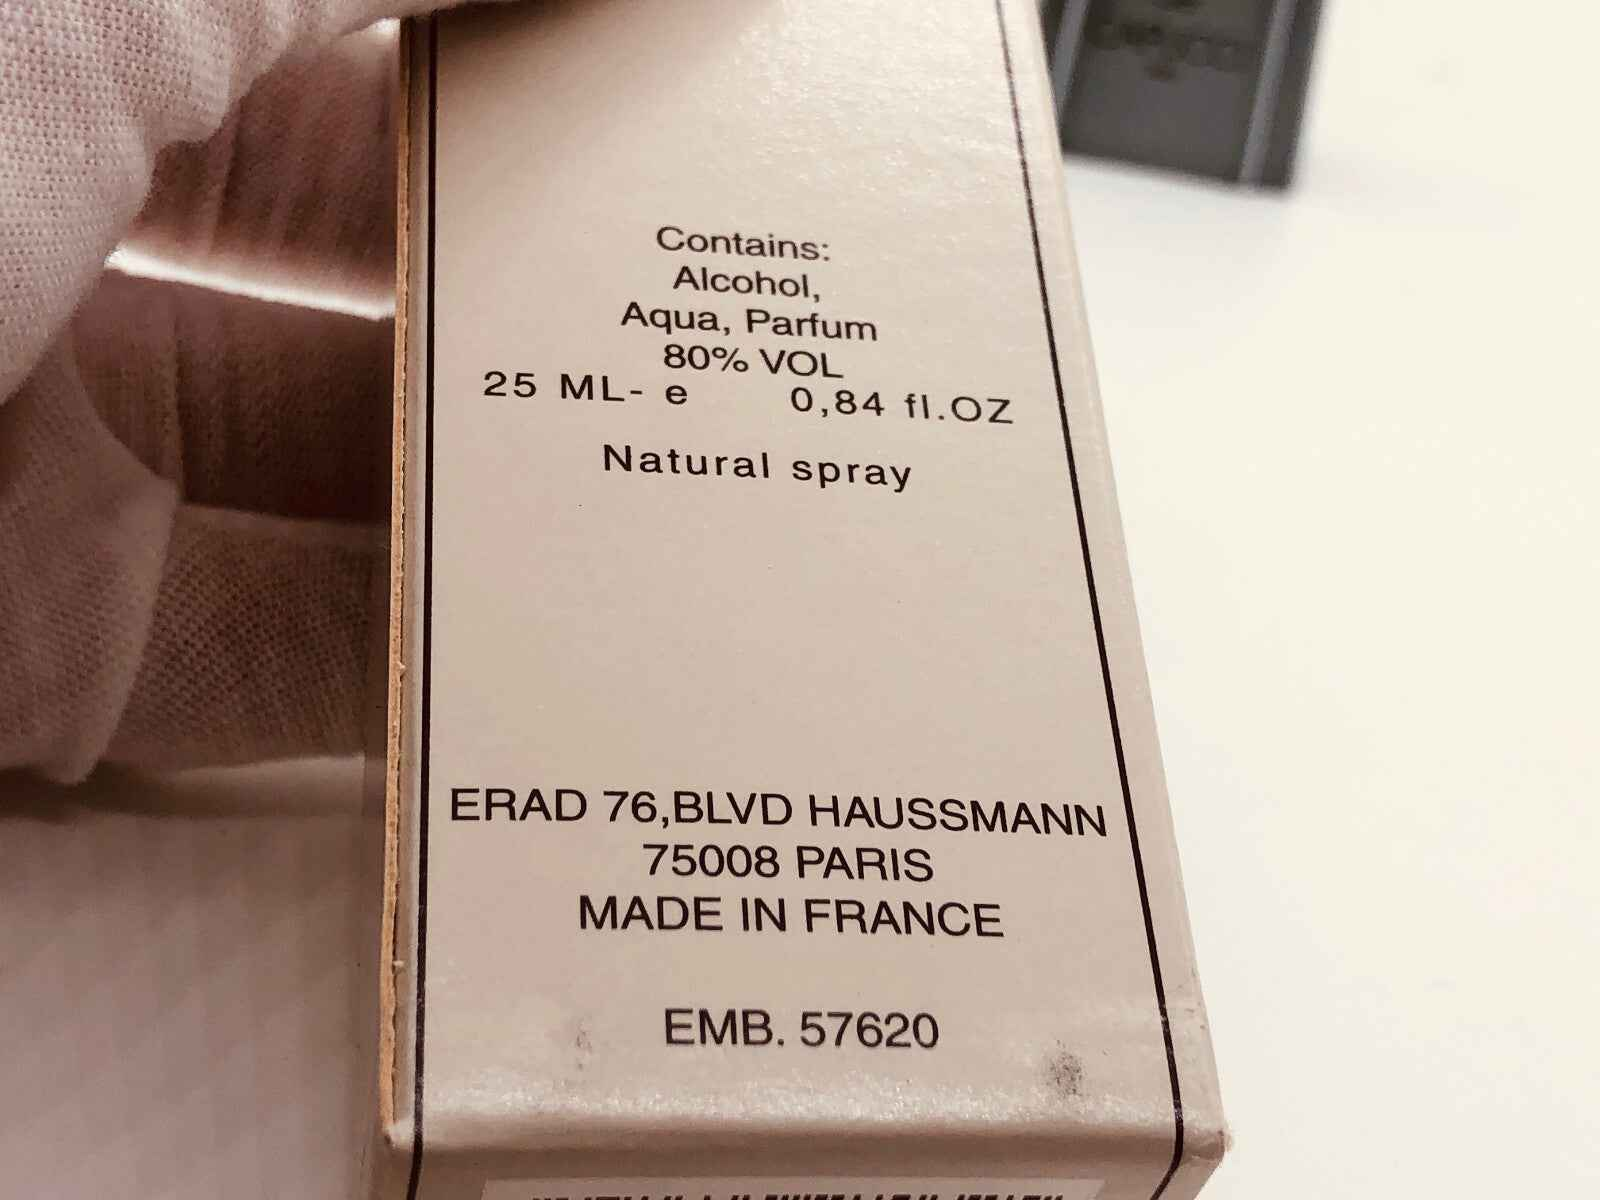 Contains:
Alcohol,
Aqua, Parfum
80% VOL
25 ML- e 0,84 fl.OZ
Natural spray
ERAD 76,BLVD HAUSSMANN
75008 PARIS
MADE IN FRANCE
EMB. 57620